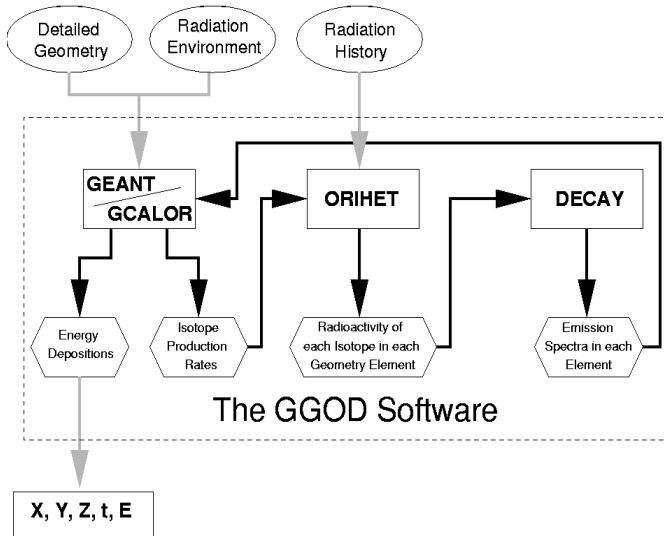 Detailed
Geometry
Radiation
Environment
Radiation
History
GEANT
GCALOR
ORIHET
DECAY
Energy
Depositions
Isotope
Production
Rates
Radioactivity of
each Isotope in each
Geometry Element
Emission
Spectra in each
Element
The GGOD Software
X, Y, Z, t, E